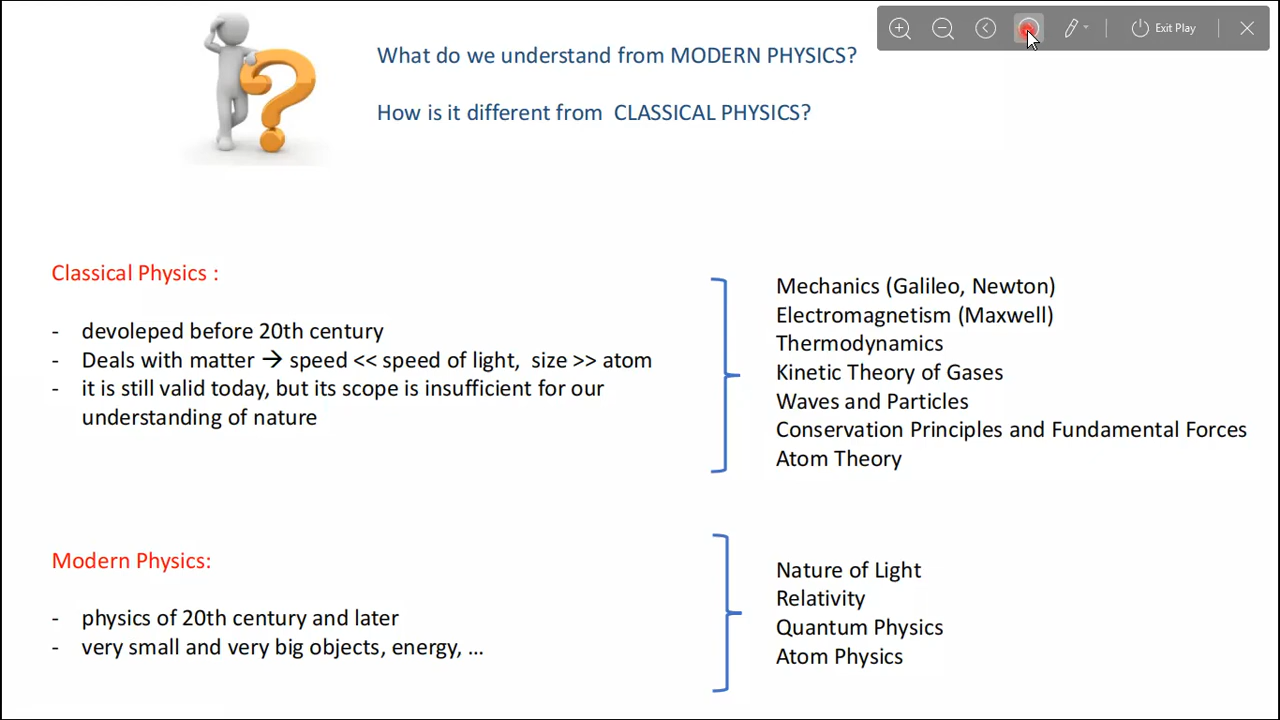 Exit Play
What do we understand from MODERN PHYSICS?
How is it different from CLASSICAL PHYSICS?
Classical Physics :
- devoleped before 20th century
- Deals with matter → speed << speed of light, size >> atom
- it is still valid today, but its scope is insufficient for our
understanding of nature
Mechanics (Galileo, Newton)
Electromagnetism (Maxwell)
Thermodynamics
Kinetic Theory of Gases
Waves and Particles
Conservation Principles and Fundamental Forces
Atom Theory
Modern Physics:
- physics of 20th century and later
- very small and very big objects, energy, ...
Nature of Light
Relativity
Quantum Physics
Atom Physics